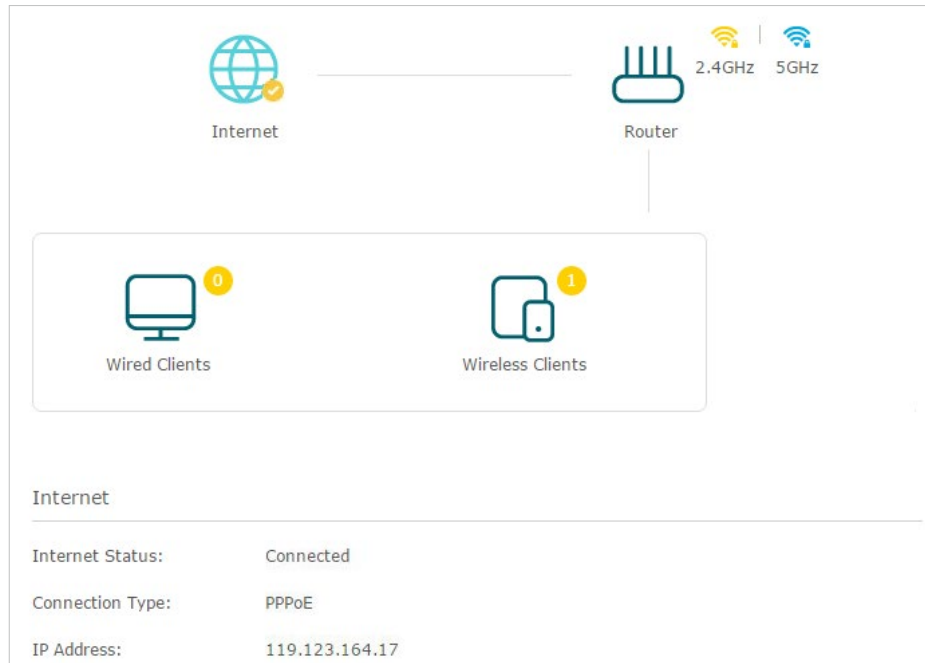 2.4GHz 5GHz
Internet Router
0 1
Wired Clients Wireless Clients
Internet
Internet Status: Connected
Connection Type: PPPoE
IP Address: 119.123.164.17